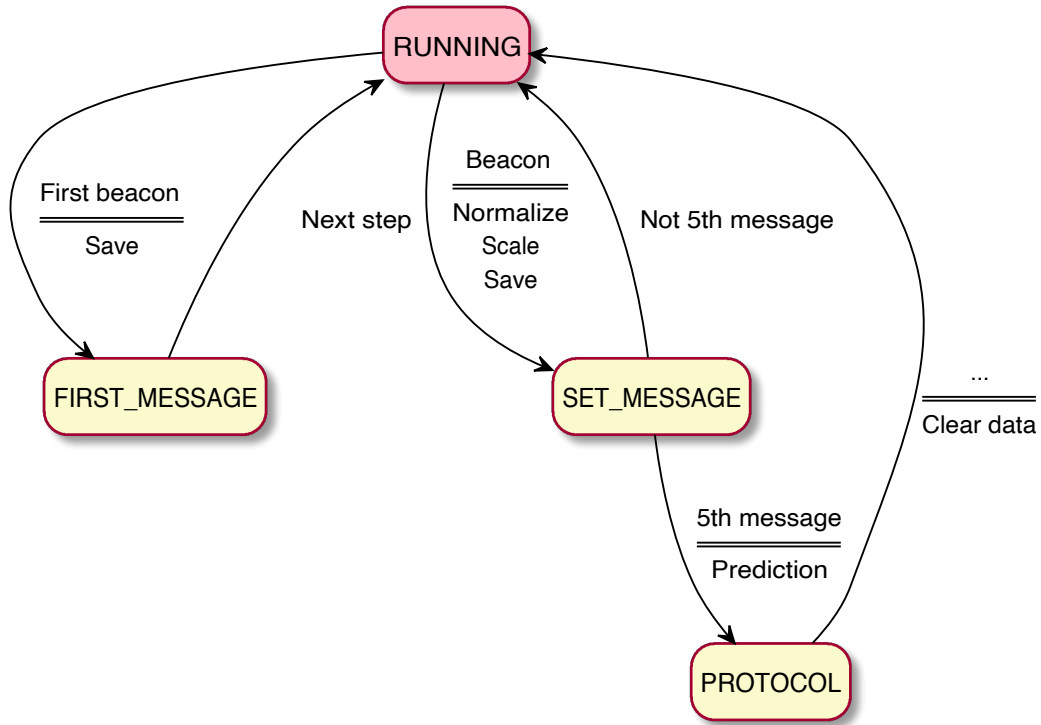 RUNNING
First beacon
Save
Next step
Beacon
Normalize
Scale
Save
Not 5th message
FIRST_MESSAGE
SET_MESSAGE
...
Clear data
5th message
Prediction
PROTOCOL